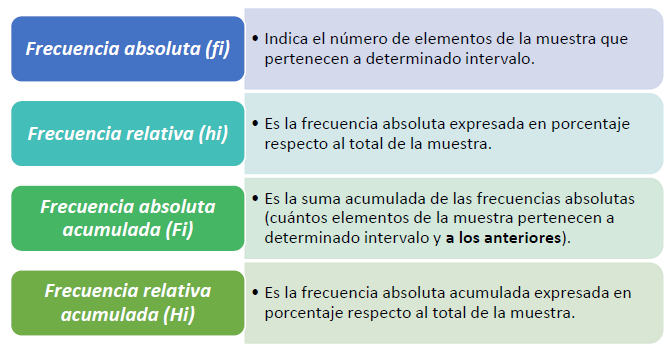 Frecuencia absoluta (fi)
• Indica el número de elementos de la muestra que
pertenecen a determinado intervalo.
Frecuencia relativa (hi)
• Es la frecuencia absoluta expresada en porcentaje
respecto al total de la muestra.
Frecuencia absoluta
acumulada (Fi)
• Es la suma acumulada de las frecuencias absolutas
(cuántos elementos de la muestra pertenecen a
determinado intervalo y a los anteriores).
Frecuencia relativa
acumulada (Hi)
• Es la frecuencia absoluta acumulada expresada en
porcentaje respecto al total de la muestra.